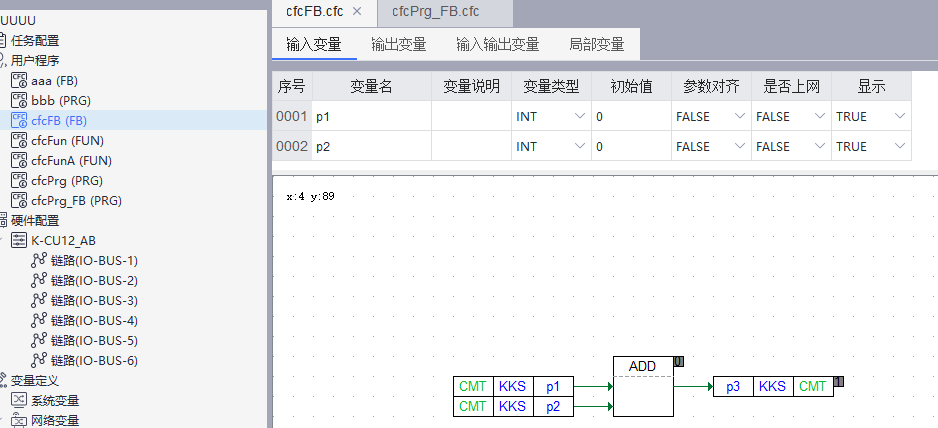 UUUU
任务配置
用户程序
aaa (FB)
bbb (PRG)
cfcFB (FB)
cfcFun (FUN)
cfcFunA (FUN)
cfcPrg (PRG)
cfcPrg_FB (PRG)
硬件配置
K-CU12_AB
链路(IO-BUS-1)
链路(IO-BUS-2)
链路(IO-BUS-3)
链路(IO-BUS-4)
链路(IO-BUS-5)
链路(IO-BUS-6)
变量定义
系统变量
网络变量
cfcFB.cfc cfcPrg_FB.cfc
输入变量 输出变量 输入输出变量 局部变量
序号 变量名 变量说明 变量类型 初始值 参数对齐 是否上网 显示
0001 p1 INT 0 FALSE FALSE TRUE
0002 p2 INT 0 FALSE FALSE TRUE
x:4 y:89
ADD 0
CMT KKS p1 p3 KKS CMT 1
CMT KKS p2